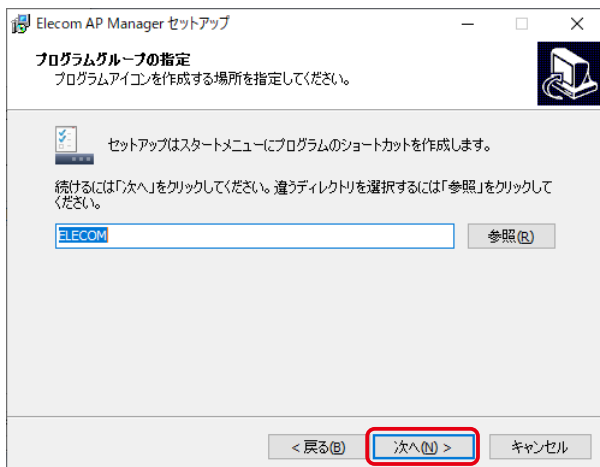 Elecom AP Manager セットアップ
プログラムグループの指定
プログラムアイコンを作成する場所を指定してください。
セットアップはスタートメニューにプログラムのショートカットを作成します。
続けるには「次へ」をクリックしてください。違うディレクトリを選択するには「参照」をクリックして
ください。
ELECOM
参照(R)
< 戻る(B)
次へ(N) >
キャンセル